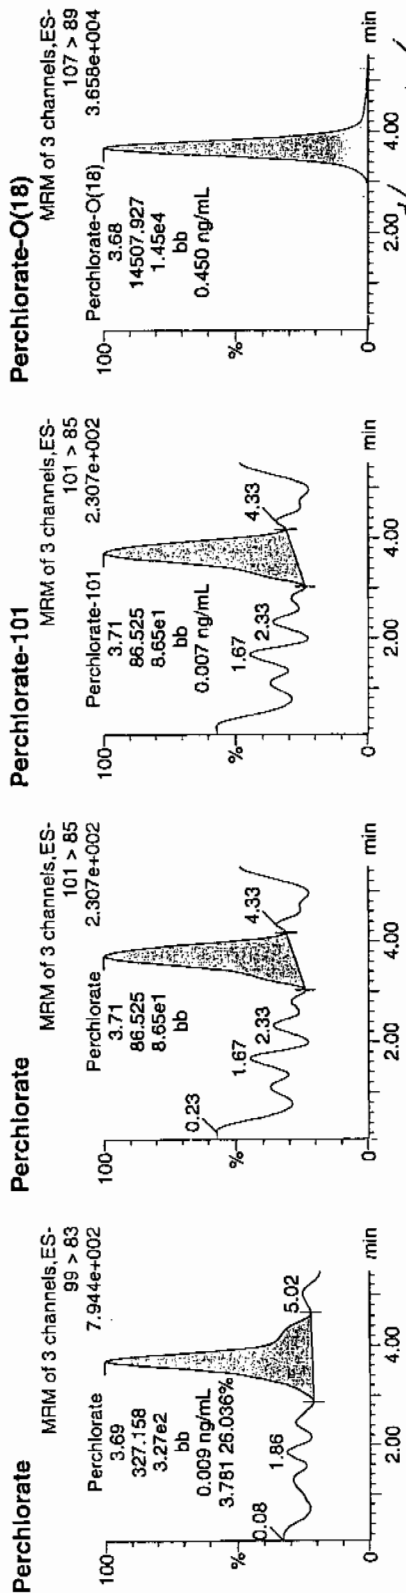 Perchlorate
MRM of 3 channels,ES-
99 > 83
7.944e+002
Perchlorate
3.69
327.158
3.27e2
bb
0.009 ng/mL
3.781 26.036%
100
%
0
0.08
1.86
5.02
2.00
4.00
min
Perchlorate
MRM of 3 channels,ES-
101 > 85
2.307e+002
Perchlorate
3.71
86.525
8.65e1
bb
100
%
0
0.23
1.67
2.33
4.33
2.00
4.00
min
Perchlorate-101
MRM of 3 channels,ES-
101 > 85
2.307e+002
Perchlorate-101
3.71
86.525
8.65e1
bb
0.007 ng/mL
100
%
0
1.67
2.33
4.33
2.00
4.00
min
Perchlorate-O(18)
MRM of 3 channels,ES-
107 > 89
3.658e+004
Perchlorate-O(18)
3.68
14507.927
1.45e4
bb
0.450 ng/mL
100
%
0
2.00
4.00
min